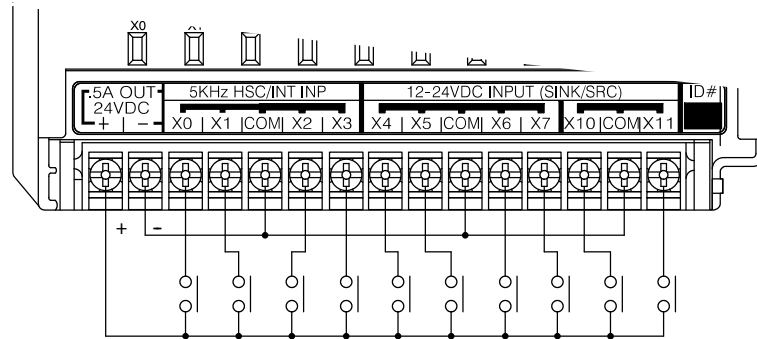 X0
.5A OUT 5KHz HSC/INT INP 12-24VDC INPUT (SINK/SRC) ID#
24VDC
+ - X0 X1 COM X2 X3 X4 X5 COM X6 X7 X10 COM X11
+ -